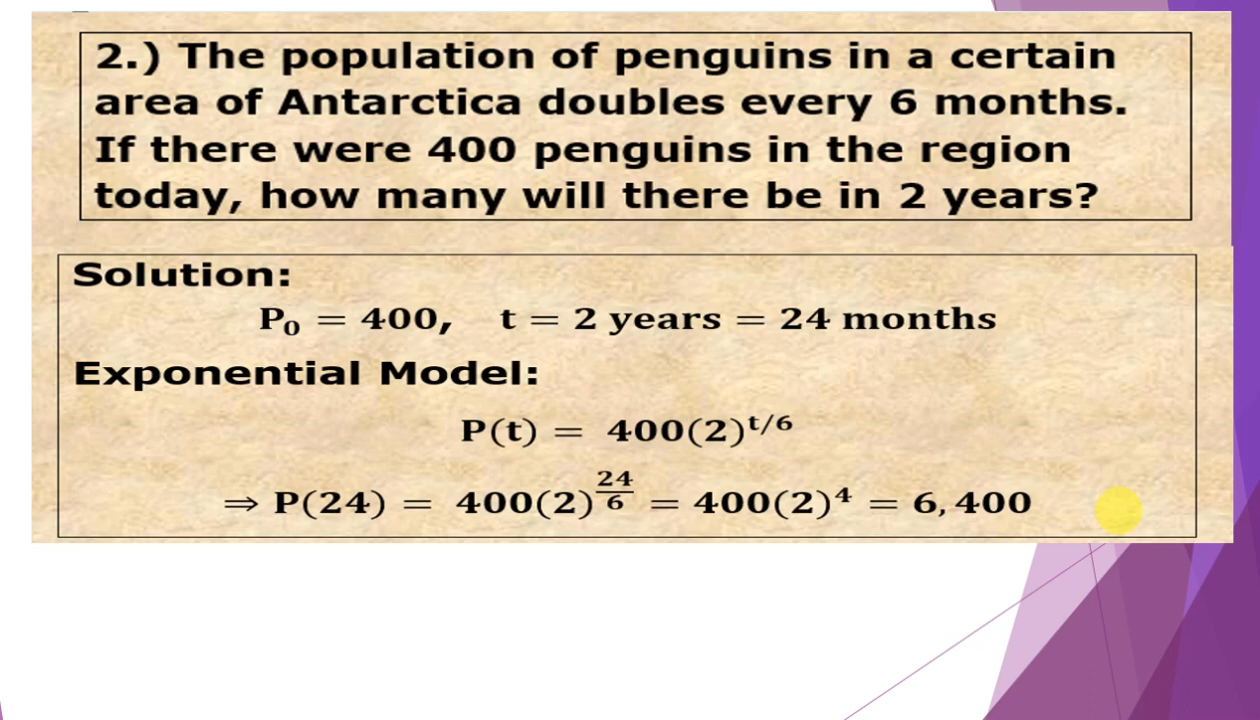 2.) The population of penguins in a certain
area of Antarctica doubles every 6 months.
If there were 400 penguins in the region
today, how many will there be in 2 years?
Solution:
P₀ = 400, t = 2 years = 24 months
Exponential Model:
P(t) = 400(2)^{t/6}
⇒ P(24) = 400(2)^{24/6} = 400(2)⁴ = 6,400